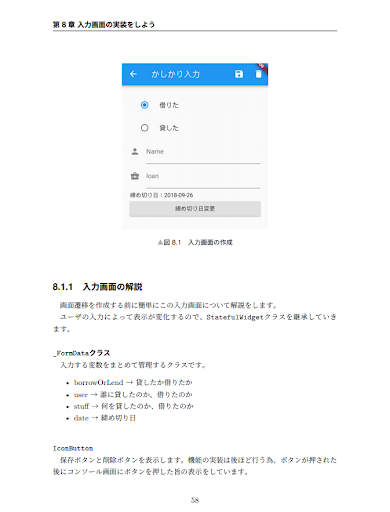 第 8 章 入力画面の実装をしよう
かしかり入力
借りた
貸した
Name
loan
締め切り日：2018-09-26
締め切り日変更
▲図 8.1 入力画面の作成
8.1.1 入力画面の解説
画面遷移を作成する前に簡単にこの入力画面について解説をします。
ユーザの入力によって表示が変化するので、StatefulWidgetクラスを継承していき
ます。
_FormDataクラス
入力する変数をまとめて管理するクラスです。
• borrowOrLend → 貸したか借りたか
• user → 誰に貸したのか、借りたのか
• stuff → 何を貸したのか、借りたのか
• date → 締め切り日
IconButton
保存ボタンと削除ボタンを表示します。機能の実装は後ほど行う為、ボタンが押された
後にコンソール画面にボタンを押した旨の表示をしています。
58